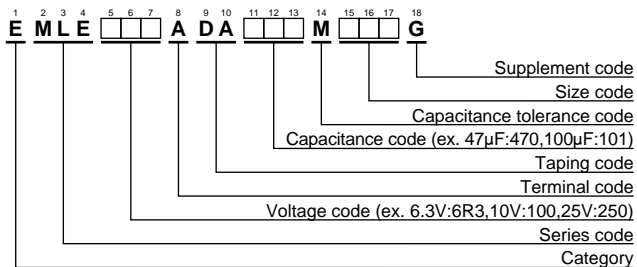 1 2 3 4 5 6 7 8 9 10 11 12 13 14 15 16 17 18
E M L E □□□ A D A □□□ M □□□ G
Supplement code
Size code
Capacitance tolerance code
Capacitance code (ex. 47μF:470,100μF:101)
Taping code
Terminal code
Voltage code (ex. 6.3V:6R3,10V:100,25V:250)
Series code
Category